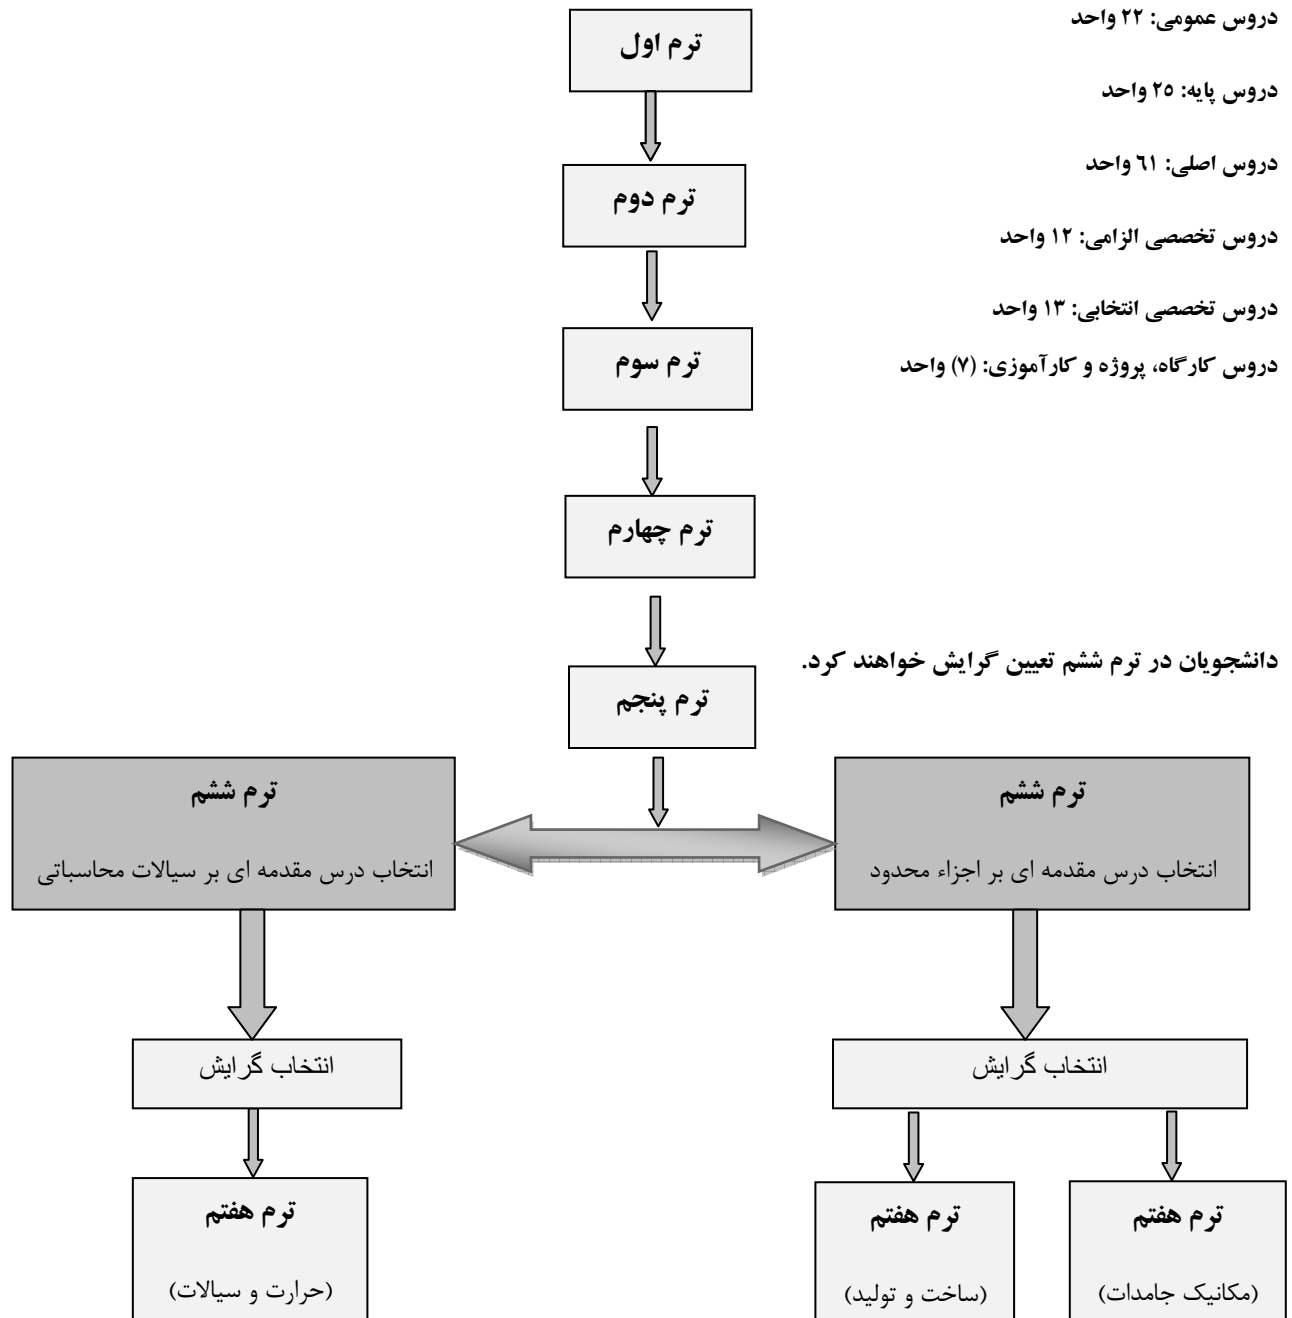 دروس عمومی: ۲۲ واحد
ترم اول
دروس پایه: ۲۵ واحد
دروس اصلی: ٦۱ واحد
ترم دوم
دروس تخصصی الزامی: ۱۲ واحد
دروس تخصصی انتخابی: ۱۳ واحد
دروس کارگاه، پروژه و کارآموزی: (۷) واحد
ترم سوم
ترم چهارم
دانشجویان در ترم ششم تعیین گرایش خواهند کرد.
ترم پنجم
ترم ششم
انتخاب درس مقدمه ای بر اجزاء محدود
ترم ششم
انتخاب درس مقدمه ای بر سیالات محاسباتی
انتخاب گرایش
انتخاب گرایش
ترم هفتم
(مکانیک جامدات)
ترم هفتم
(ساخت و تولید)
ترم هفتم
(حرارت و سیالات)